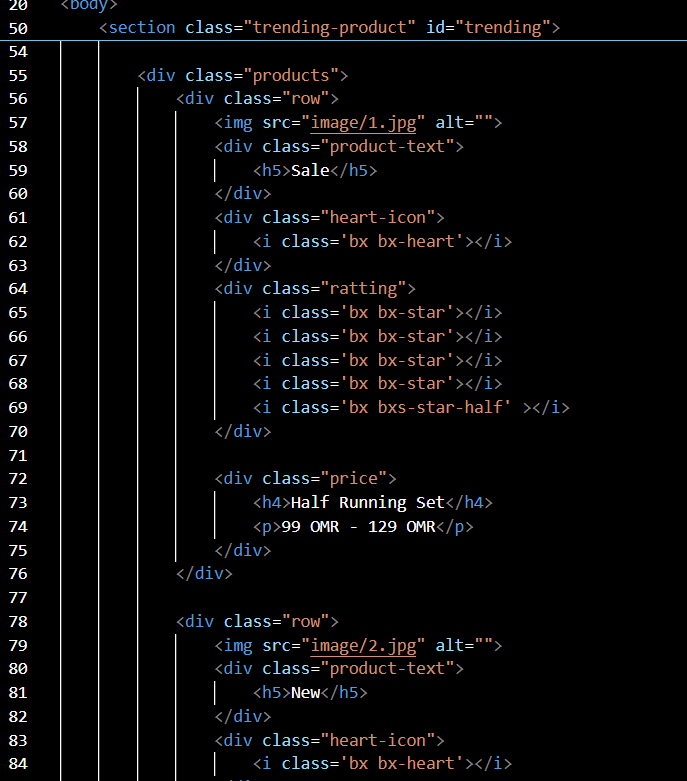 20 <body>
50 <section class="trending-product" id="trending">
54
55 <div class="products">
56 <div class="row">
57 <img src="image/1.jpg" alt="">
58 <div class="product-text">
59 <h5>Sale</h5>
60 </div>
61 <div class="heart-icon">
62 <i class='bx bx-heart'></i>
63 </div>
64 <div class="ratting">
65 <i class='bx bx-star'></i>
66 <i class='bx bx-star'></i>
67 <i class='bx bx-star'></i>
68 <i class='bx bx-star'></i>
69 <i class='bx bxs-star-half' ></i>
70 </div>
71
72 <div class="price">
73 <h4>Half Running Set</h4>
74 <p>99 OMR - 129 OMR</p>
75 </div>
76 </div>
77
78 <div class="row">
79 <img src="image/2.jpg" alt="">
80 <div class="product-text">
81 <h5>New</h5>
82 </div>
83 <div class="heart-icon">
84 <i class='bx bx-heart'></i>